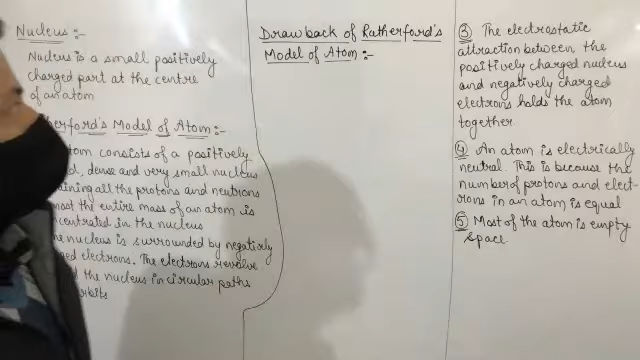 Nucleus :-
Nucleus is a small positively
charged part at the centre
of an atom
herford's Model of Atom:-
tom consists of a positively
d, dense and very small nucleus
aining all the protons and neutrons
most the entire mass of an atom is
centrated in the nucleus
he nucleus is surrounded by negatively
ged electrons. The electrons revolve
d the nucleus in circular paths
orbits
Drawback of Rutherford's
Model of Atom:-
③ The electrostatic
attraction between the
positively charged nucleus
and negatively charged
electrons holds the atom
together
④ An atom is electrically
neutral. This is because the
number of protons and elect-
rons in an atom is equal
⑤ Most of the atom is empty
space